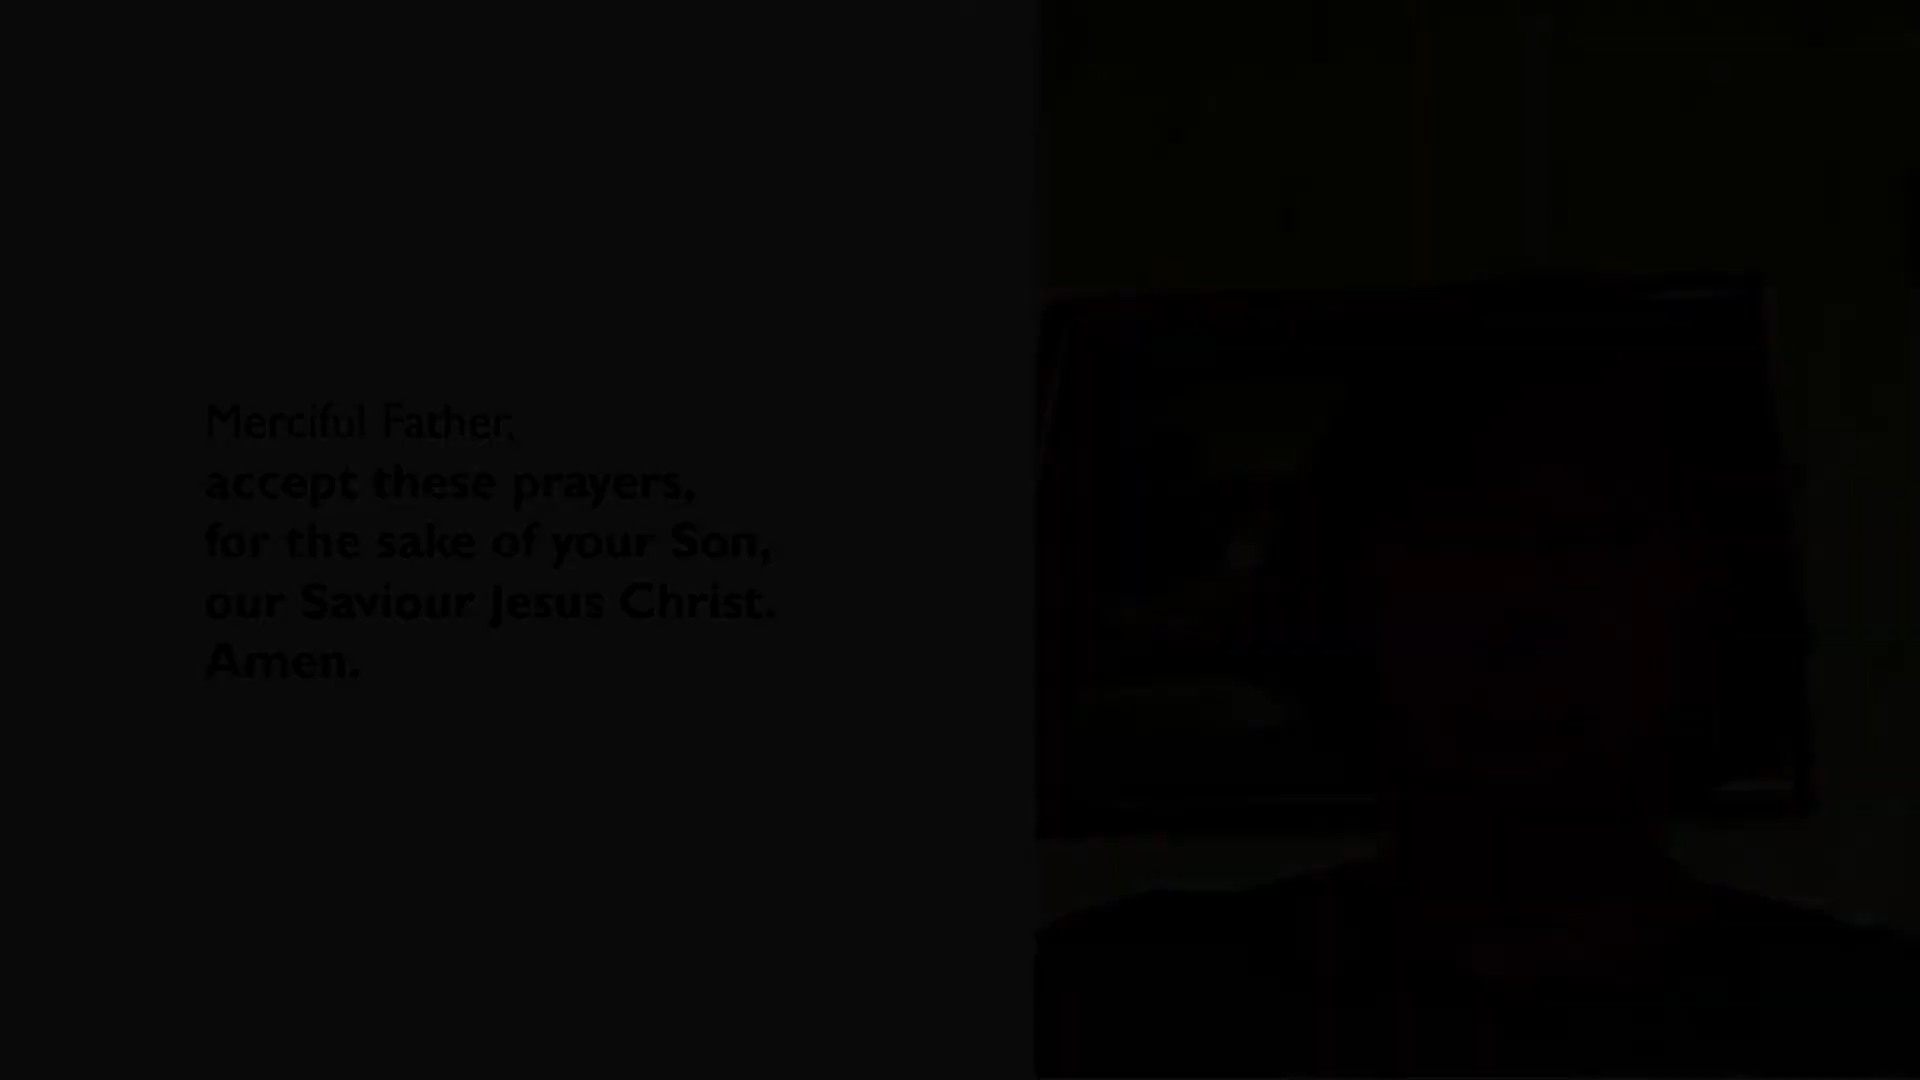 Merciful Father,
accept these prayers,
for the sake of your Son,
our Saviour Jesus Christ.
Amen.